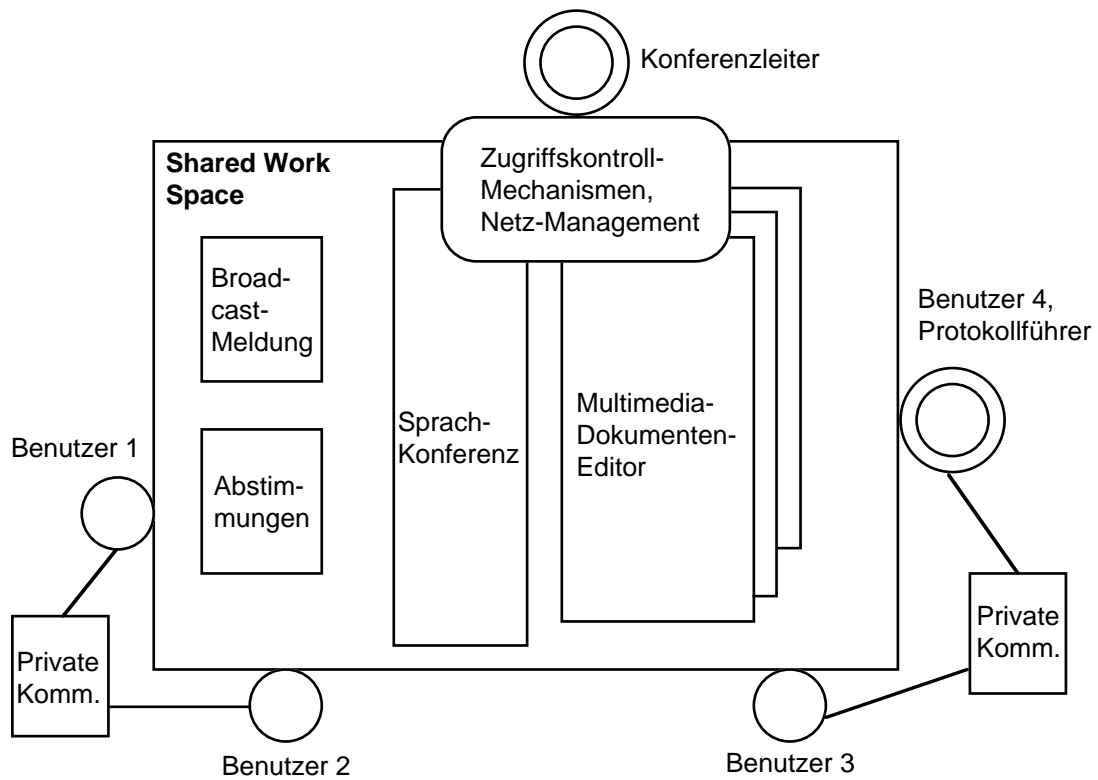 Konferenzleiter
Zugriffskontroll-
Mechanismen,
Netz-Management
Shared Work
Space
Broad-
cast-
Meldung
Abstim-
mungen
Sprach-
Konferenz
Multimedia-
Dokumenten-
Editor
Benutzer 4,
Protokollführer
Benutzer 1
Private
Komm.
Benutzer 2
Private
Komm.
Benutzer 3